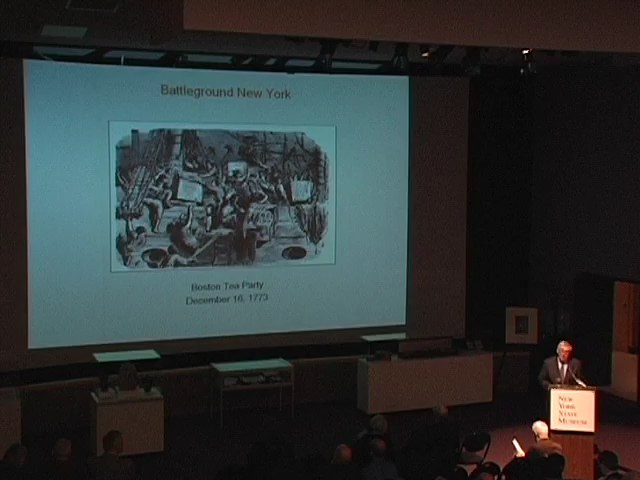 Battleground New York
Boston Tea Party
December 16, 1773
NEW
YORK
STATE
MUSEUM